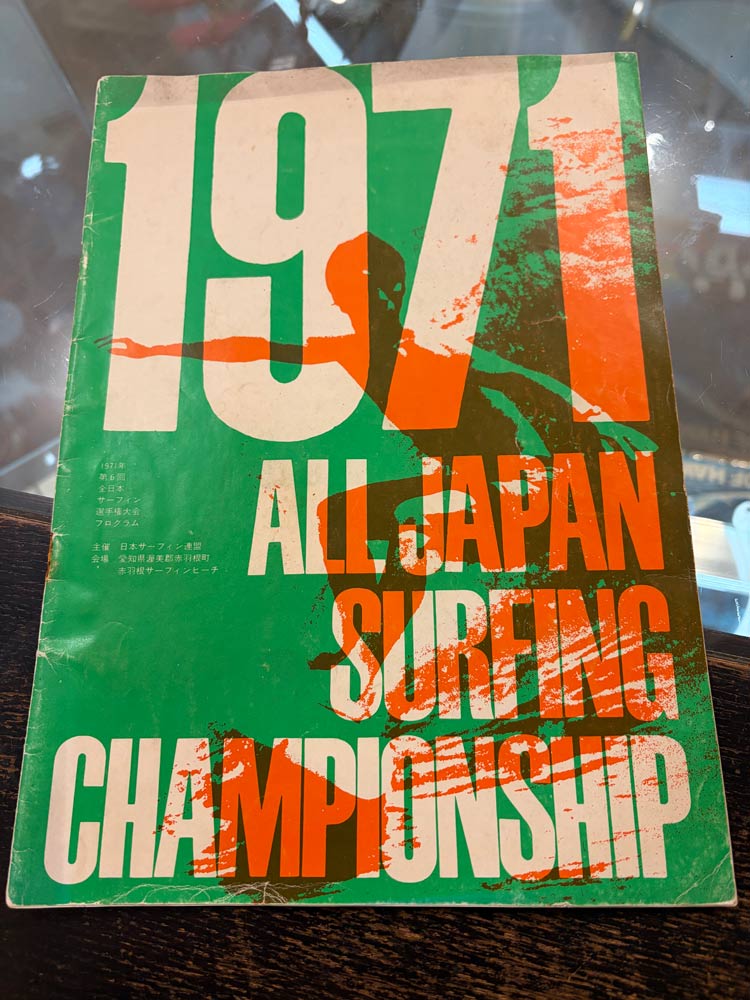 1971
1971年
第6回
全日本
サーフィン
選手権大会
プログラム
主催 日本サーフィン連盟
会場 愛知県渥美郡赤羽根町
赤羽根サーフィンビーチ
ALL JAPAN
SURFING
CHAMPIONSHIP